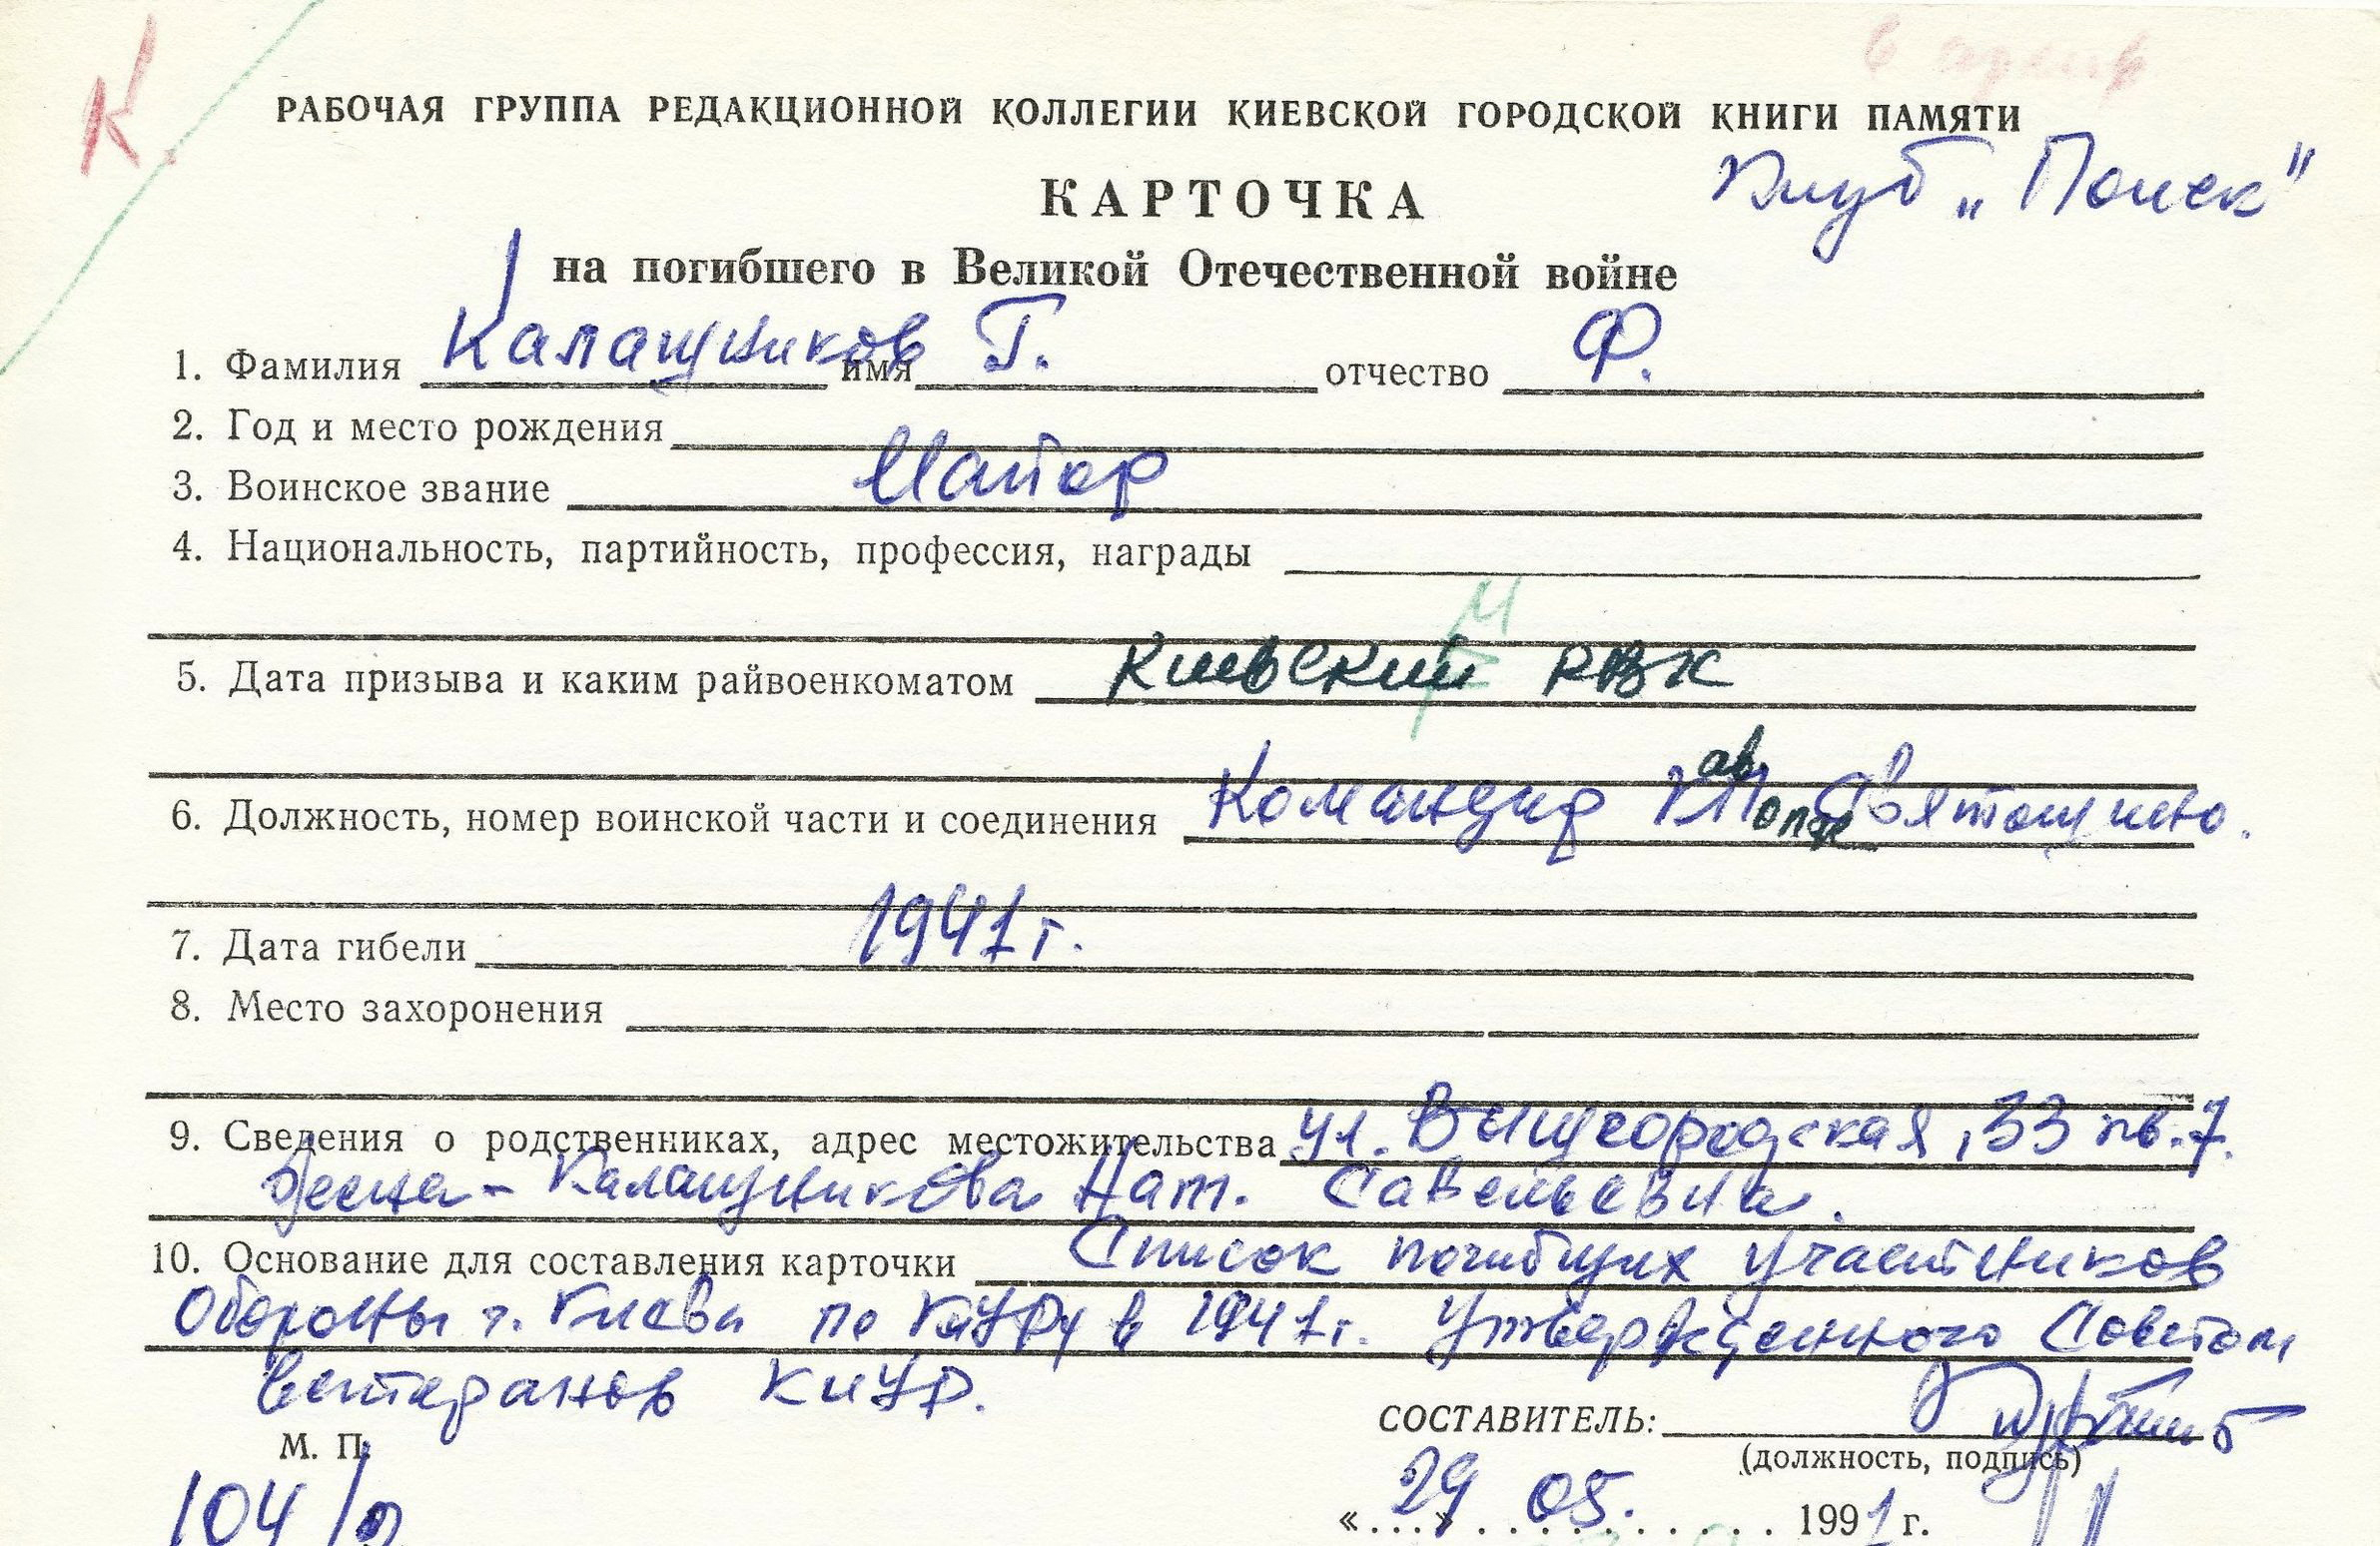 К.
в архив
РАБОЧАЯ ГРУППА РЕДАКЦИОННОЙ КОЛЛЕГИИ КИЕВСКОЙ ГОРОДСКОЙ КНИГИ ПАМЯТИ
КАРТОЧКА
Клуб „Поиск"
на погибшего в Великой Отечественной войне
1. Фамилия Калашников имя Г. отчество Ф.
2. Год и место рождения
3. Воинское звание Майор
4. Национальность, партийность, профессия, награды
5. Дата призыва и каким райвоенкоматом Киевский РВК
6. Должность, номер воинской части и соединения Командир Святошино.
7. Дата гибели 1941 г.
8. Место захоронения
9. Сведения о родственниках, адрес местожительства ул. Вышгородская, 33 кв. 7.
Калашникова Нат. Савельевна.
10. Основание для составления карточки Список погибших участников
Обороны г. Киева по КиУРу в 1941 г. Утвержденного Советом
ветеранов КиУР.
М. П.
СОСТАВИТЕЛЬ:
(должность, подпись)
104/
« 29 » 05. 1991 г.